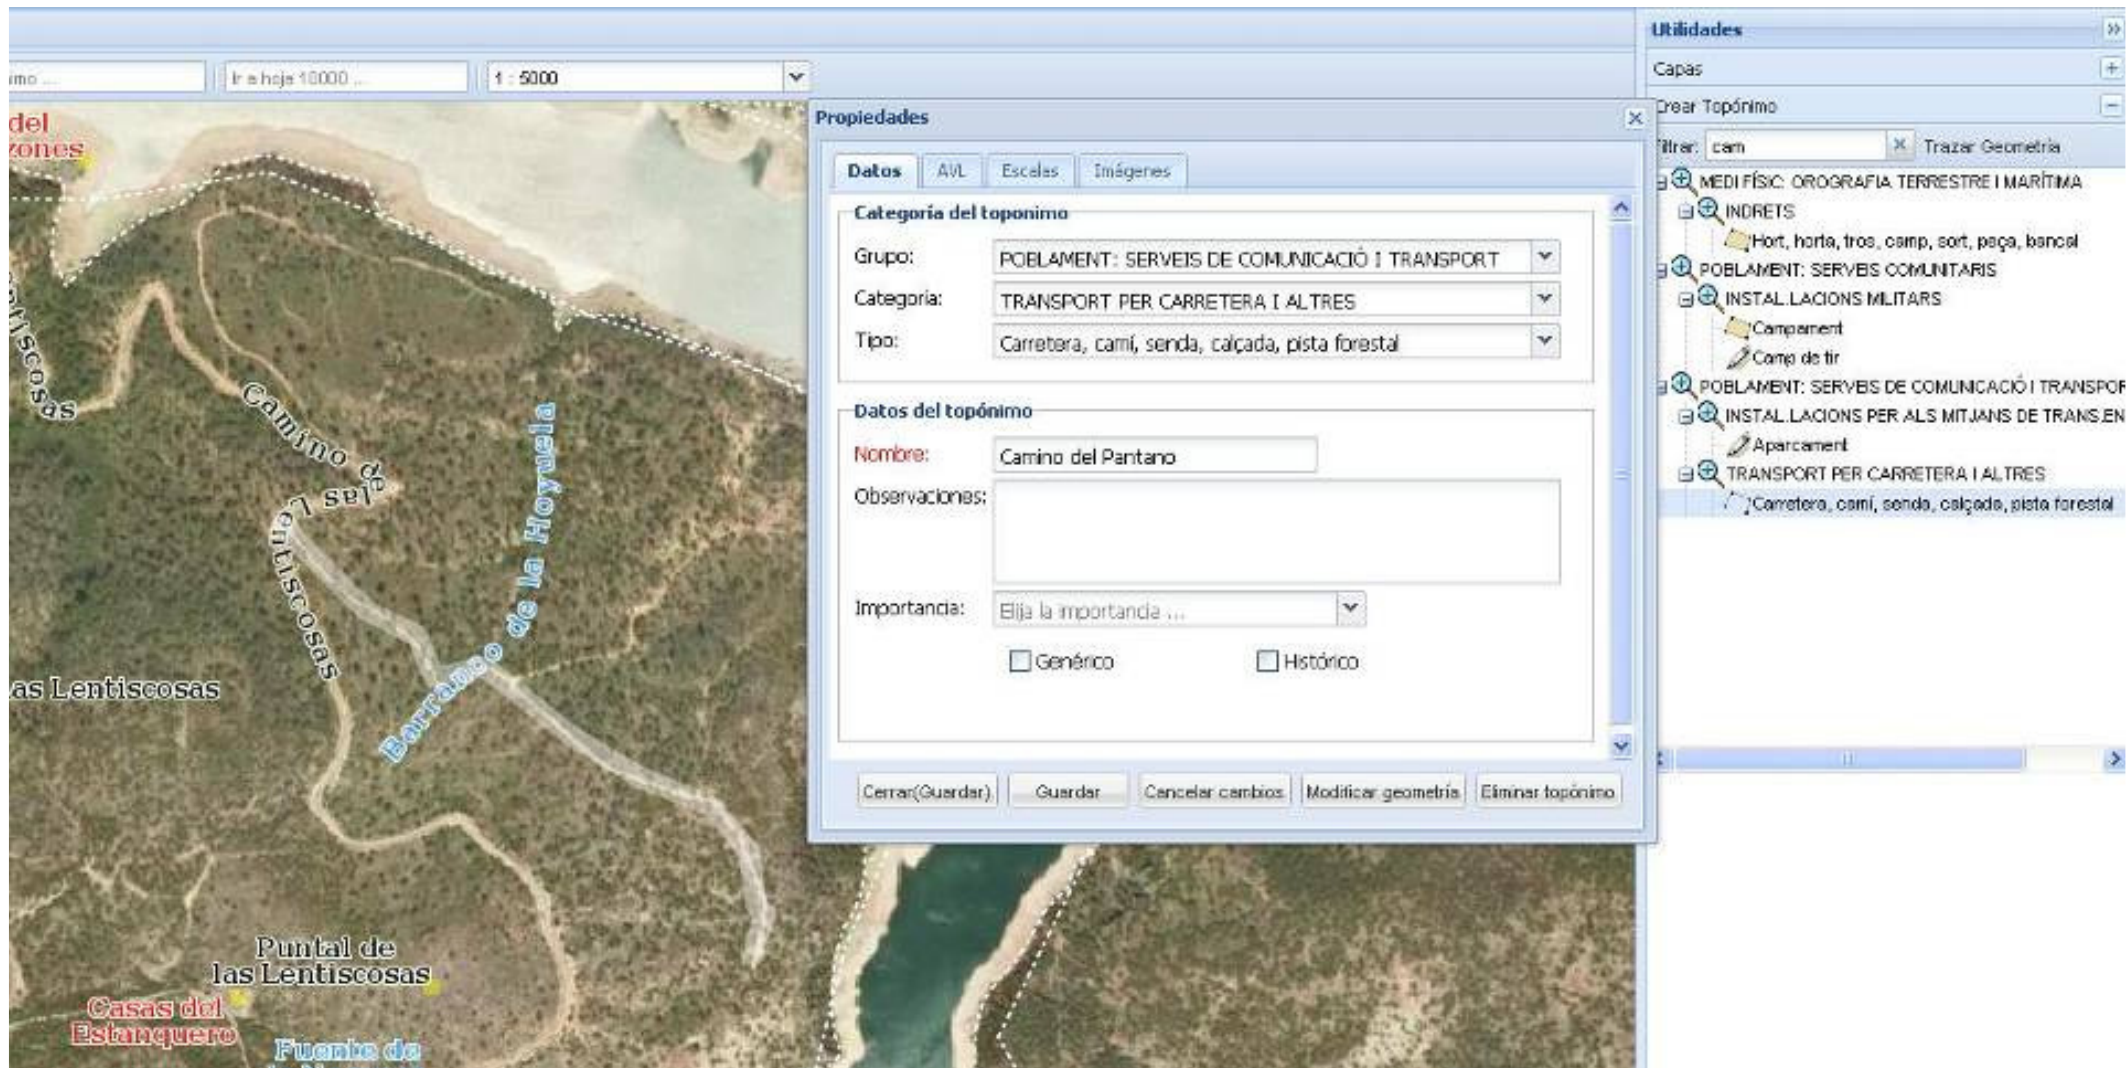 Utilidades
Capas
Crear Topónimo
Filtrar: cam
Trazar Geometría
Ir a hoja 10000 ...
1 : 5000
MEDI FÍSIC: OROGRAFIA TERRESTRE I MARÍTIMA
INDRETS
Hort, horta, tros, camp, sort, peça, bancal
POBLAMENT: SERVEIS COMUNITARIS
INSTAL.LACIONS MILITARS
Campament
Camp de tir
POBLAMENT: SERVEIS DE COMUNICACIÓ I TRANSPOR
INSTAL.LACIONS PER ALS MITJANS DE TRANS.EN
Aparcament
TRANSPORT PER CARRETERA I ALTRES
Carretera, camí, senda, calçada, pista forestal
Propiedades
Datos AVL Escalas Imágenes
Categoría del toponimo
Grupo: POBLAMENT: SERVEIS DE COMUNICACIÓ I TRANSPORT
Categoría: TRANSPORT PER CARRETERA I ALTRES
Tipo: Carretera, camí, senda, calçada, pista forestal
Datos del topónimo
Nombre: Camino del Pantano
Observaciones:
Importancia: Elija la importancia ...
Genérico Histórico
Cerrar(Guardar) Guardar Cancelar cambios Modificar geometría Eliminar topónimo
del
Camino de las Lentiscosas
Barranco de la Hoyuela
as Lentiscosas
Puntal de
las Lentiscosas
Casas del
Estanquero
Fuente de